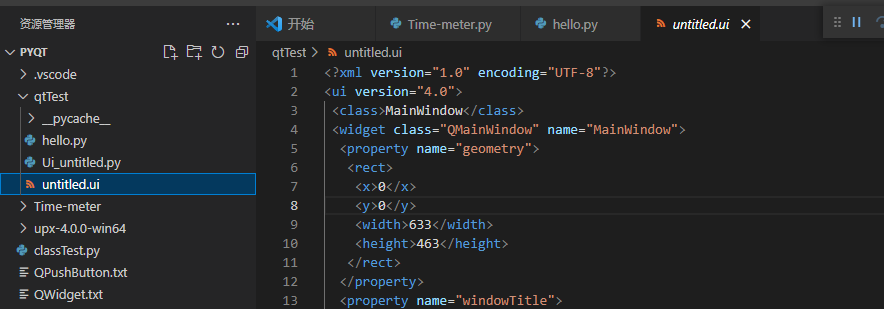 资源管理器
PYQT
.vscode
qtTest
__pycache__
hello.py
Ui_untitled.py
untitled.ui
Time-meter
upx-4.0.0-win64
classTest.py
QPushButton.txt
QWidget.txt
开始
Time-meter.py
hello.py
untitled.ui
qtTest > untitled.ui
1 <?xml version="1.0" encoding="UTF-8"?>
2 <ui version="4.0">
3 <class>MainWindow</class>
4 <widget class="QMainWindow" name="MainWindow">
5 <property name="geometry">
6 <rect>
7 <x>0</x>
8 <y>0</y>
9 <width>633</width>
10 <height>463</height>
11 </rect>
12 </property>
13 <property name="windowTitle">